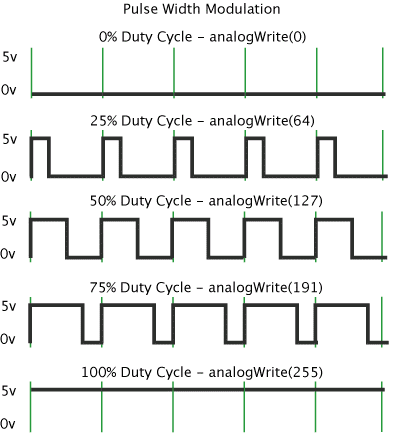 Pulse Width Modulation
0% Duty Cycle – analogWrite(0)
5v
0v
25% Duty Cycle – analogWrite(64)
5v
0v
50% Duty Cycle – analogWrite(127)
5v
0v
75% Duty Cycle – analogWrite(191)
5v
0v
100% Duty Cycle – analogWrite(255)
5v
0v